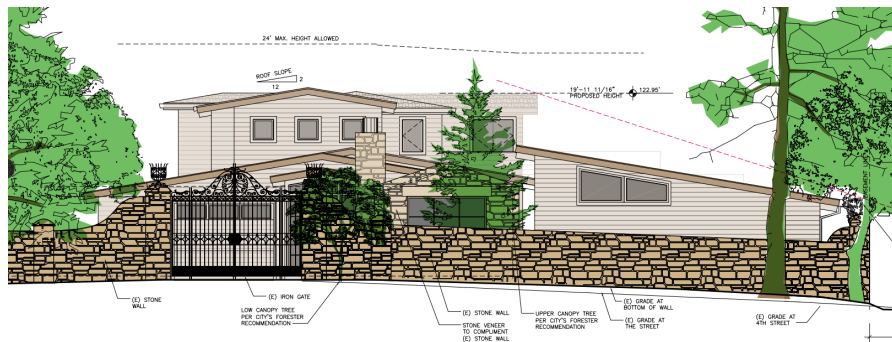 24' MAX. HEIGHT ALLOWED
ROOF SLOPE
2
12
19'-11 11/16"
PROPOSED HEIGHT
122.95'
(E) STONE
WALL
(E) IRON GATE
LOW CANOPY TREE
PER CITY'S FORESTER
RECOMMENDATION
(E) STONE WALL
STONE VENEER
TO COMPLIMENT
(E) STONE WALL
UPPER CANOPY TREE
PER CITY'S FORESTER
RECOMMENDATION
(E) GRADE AT
BOTTOM OF WALL
(E) GRADE AT
THE STREET
(E) GRADE AT
4TH STREET